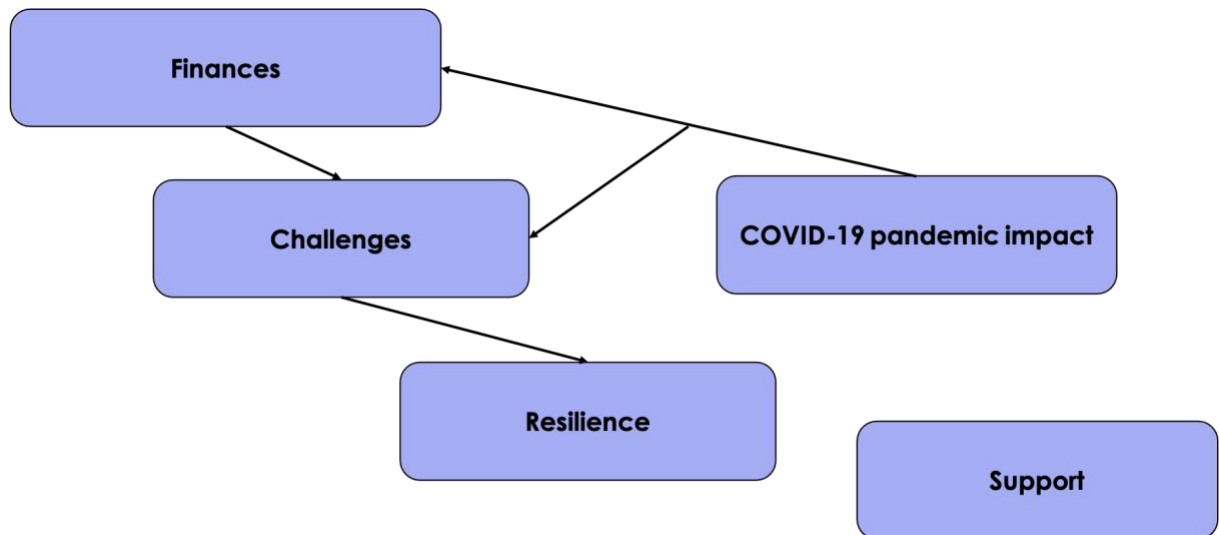 Finances
Challenges
COVID-19 pandemic impact
Resilience
Support